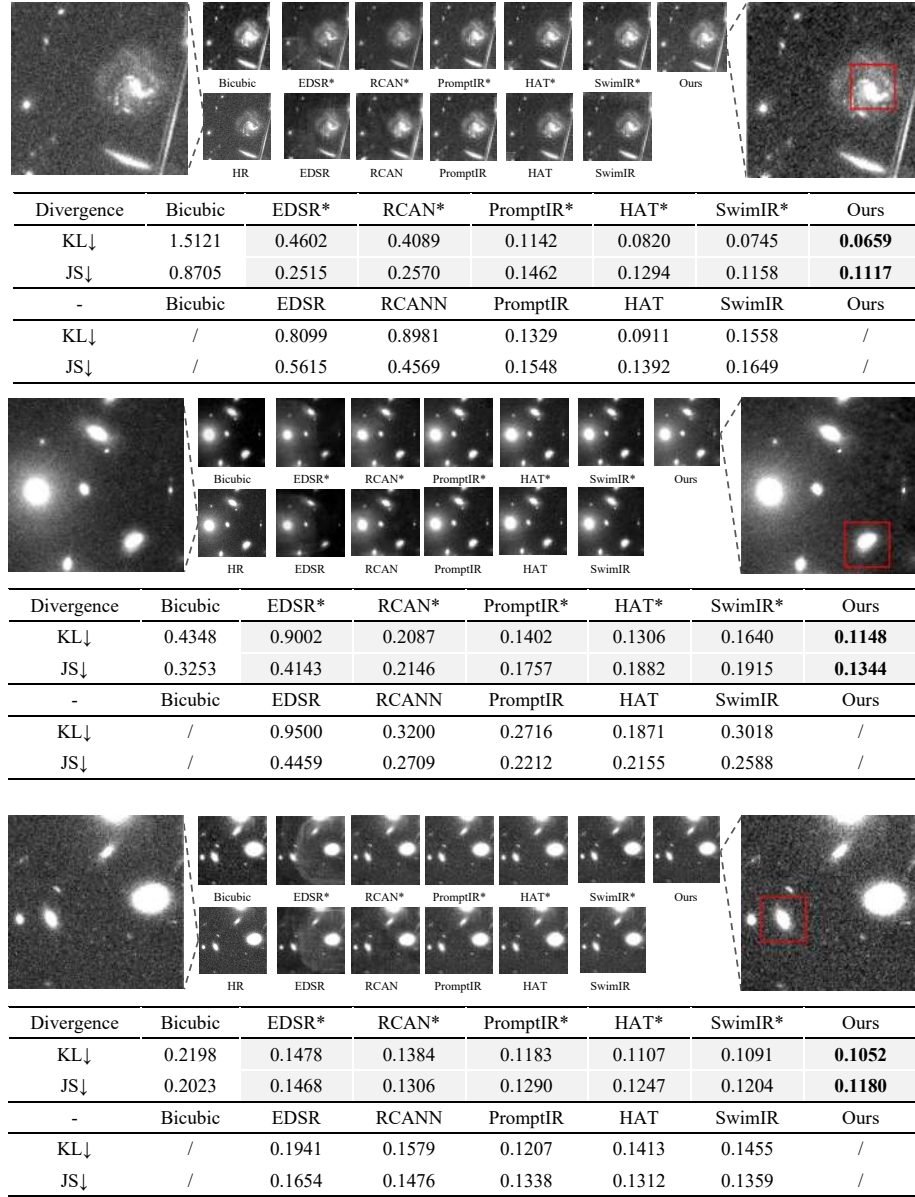 Bicubic EDSR* RCAN* PromptIR* HAT* SwimIR* Ours
HR EDSR RCAN PromptIR HAT SwimIR
Divergence Bicubic EDSR* RCAN* PromptIR* HAT* SwimIR* Ours
KL↓ 1.5121 0.4602 0.4089 0.1142 0.0820 0.0745 0.0659
JS↓ 0.8705 0.2515 0.2570 0.1462 0.1294 0.1158 0.1117
- Bicubic EDSR RCANN PromptIR HAT SwimIR Ours
KL↓ / 0.8099 0.8981 0.1329 0.0911 0.1558 /
JS↓ / 0.5615 0.4569 0.1548 0.1392 0.1649 /
Bicubic EDSR* RCAN* PromptIR* HAT* SwimIR* Ours
HR EDSR RCAN PromptIR HAT SwimIR
Divergence Bicubic EDSR* RCAN* PromptIR* HAT* SwimIR* Ours
KL↓ 0.4348 0.9002 0.2087 0.1402 0.1306 0.1640 0.1148
JS↓ 0.3253 0.4143 0.2146 0.1757 0.1882 0.1915 0.1344
- Bicubic EDSR RCANN PromptIR HAT SwimIR Ours
KL↓ / 0.9500 0.3200 0.2716 0.1871 0.3018 /
JS↓ / 0.4459 0.2709 0.2212 0.2155 0.2588 /
Bicubic EDSR* RCAN* PromptIR* HAT* SwimIR* Ours
HR EDSR RCAN PromptIR HAT SwimIR
Divergence Bicubic EDSR* RCAN* PromptIR* HAT* SwimIR* Ours
KL↓ 0.2198 0.1478 0.1384 0.1183 0.1107 0.1091 0.1052
JS↓ 0.2023 0.1468 0.1306 0.1290 0.1247 0.1204 0.1180
- Bicubic EDSR RCANN PromptIR HAT SwimIR Ours
KL↓ / 0.1941 0.1579 0.1207 0.1413 0.1455 /
JS↓ / 0.1654 0.1476 0.1338 0.1312 0.1359 /